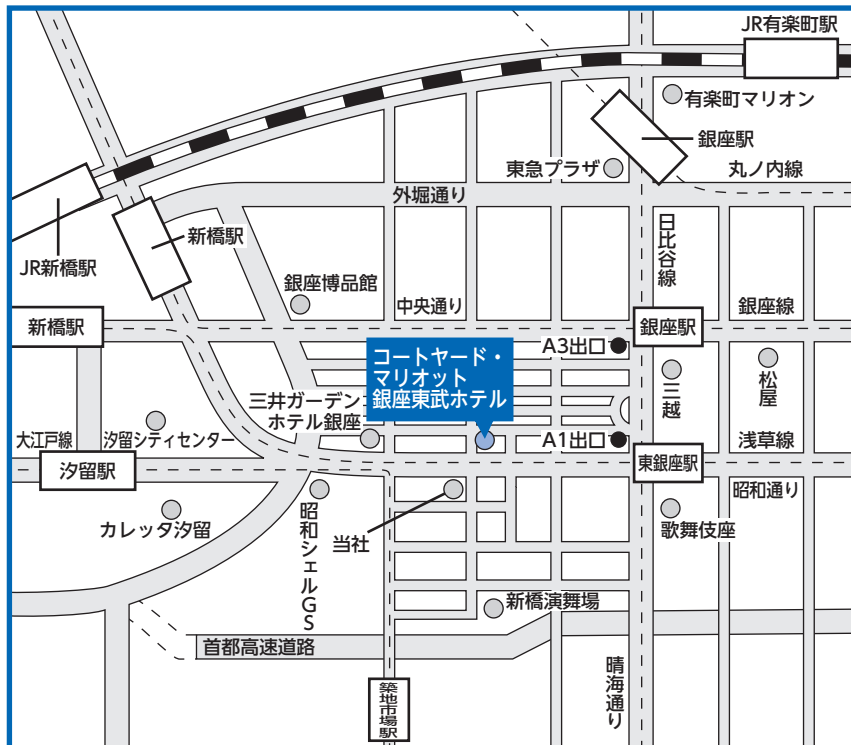 JR有楽町駅
有楽町マリオン
銀座駅
東急プラザ
丸ノ内線
外堀通り
新橋駅
JR新橋駅
日比谷線
銀座博品館
中央通り
銀座線
新橋駅
銀座駅
A3出口
コートヤード・
マリオット
銀座東武ホテル
三越
松屋
三井ガーデン
ホテル銀座
大江戸線
汐留シティセンター
A1出口
浅草線
汐留駅
東銀座駅
昭和通り
カレッタ汐留
昭和シェルGS
当社
歌舞伎座
新橋演舞場
首都高速道路
晴海通り
築地市場駅